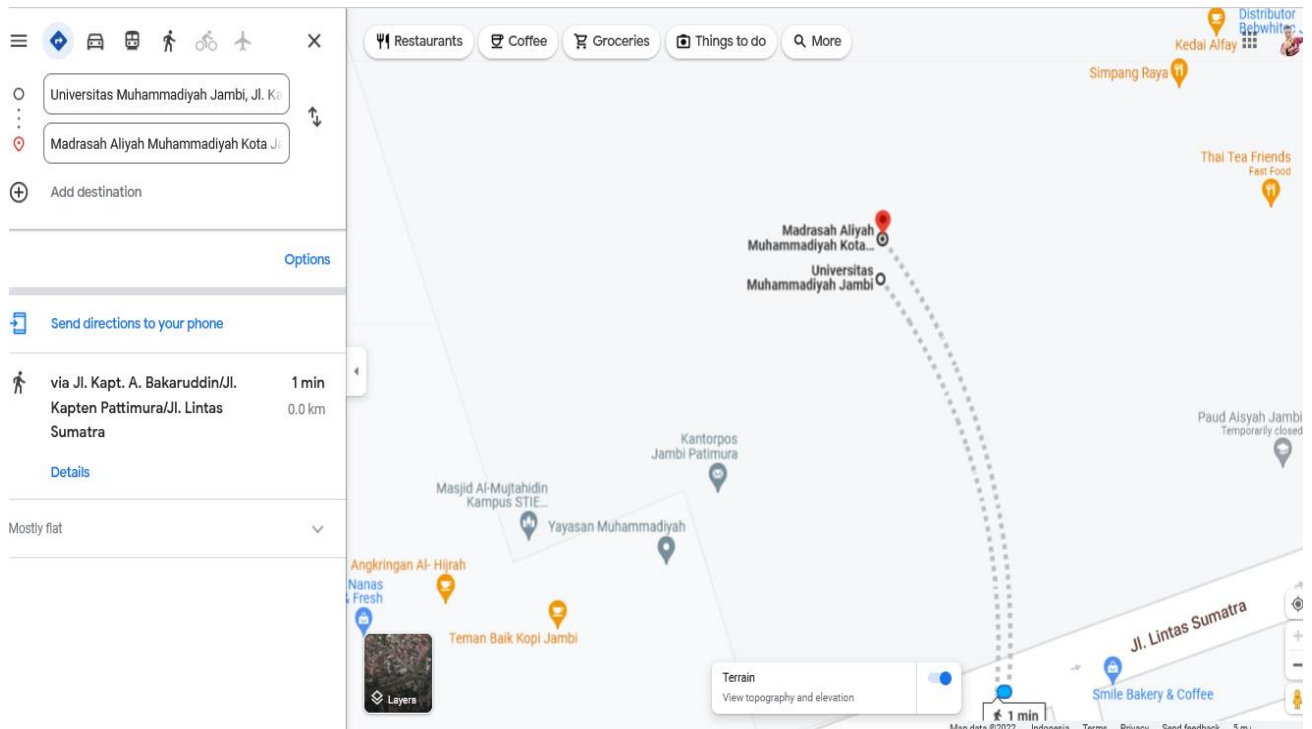 Universitas Muhammadiyah Jambi, Jl. Ka
Madrasah Aliyah Muhammadiyah Kota Ja
Add destination
Options
Send directions to your phone
via Jl. Kapt. A. Bakaruddin/Jl.
Kapten Pattimura/Jl. Lintas
Sumatra
1 min
0.0 km
Details
Mostly flat
Restaurants
Coffee
Groceries
Things to do
More
Distributor
Bebwhite
Kedai Alfay
Simpang Raya
Thai Tea Friends
Fast Food
Madrasah Aliyah
Muhammadiyah Kota...
Universitas
Muhammadiyah Jambi
Paud Aisyah Jambi
Temporarily closed
Kantorpos
Jambi Patimura
Masjid Al-Mujtahidin
Kampus STIE...
Yayasan Muhammadiyah
Angkringan Al- Hijrah
Nanas
& Fresh
Teman Baik Kopi Jambi
Jl. Lintas Sumatra
Smile Bakery & Coffee
Layers
Terrain
View topography and elevation
1 min
Map data ©2022 Indonesia Terms Privacy Send feedback 5 m